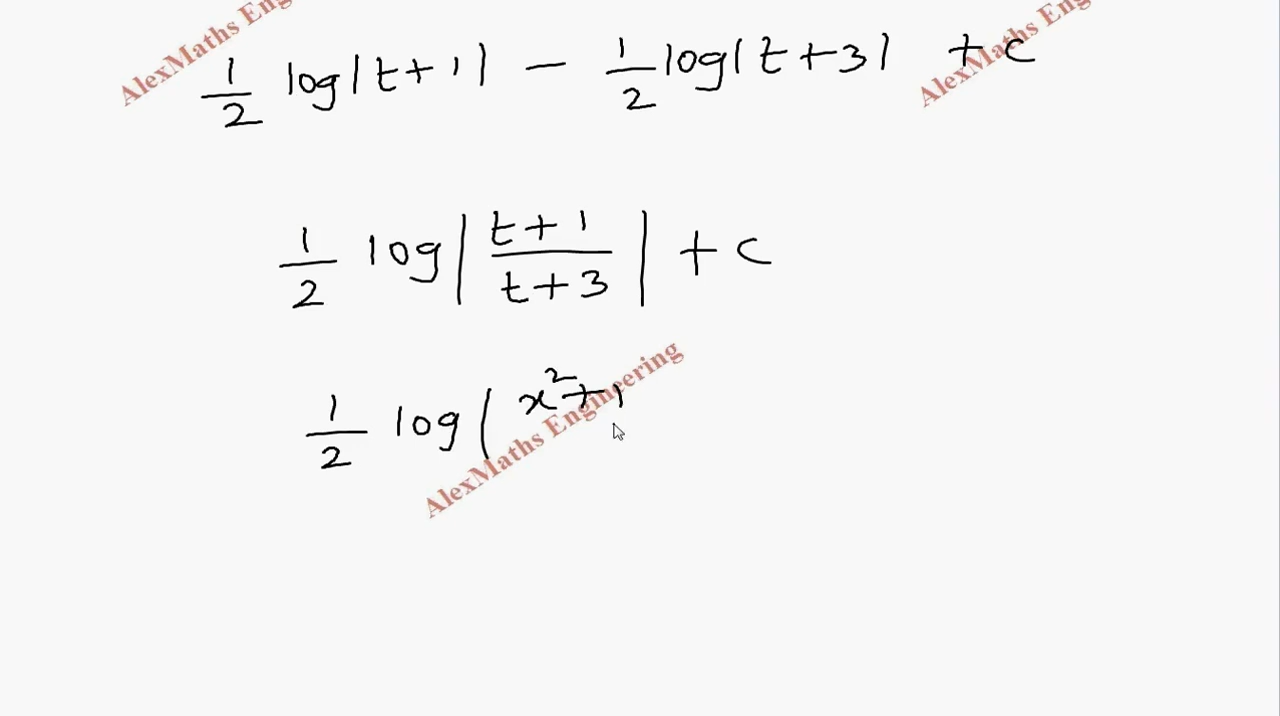 AlexMaths Eng
AlexMaths Eng
1/2 log|t+1| - 1/2 log|t+3| + c
1/2 log|(t+1)/(t+3)| + c
1/2 log| x²+1
AlexMaths Engineering